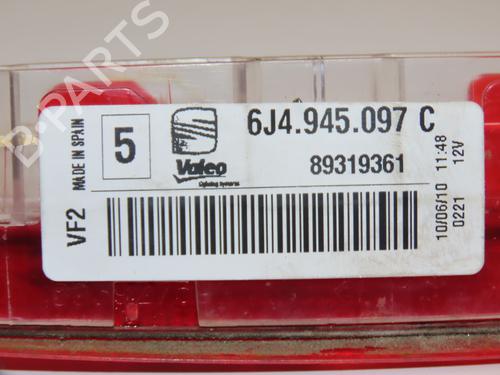 B-PARTS
MADE IN SPAIN
5
VF2
Valeo
Lighting Systems
6J4.945.097 C
89319361
10/06/10 11:48
0221 12V
B-PARTS